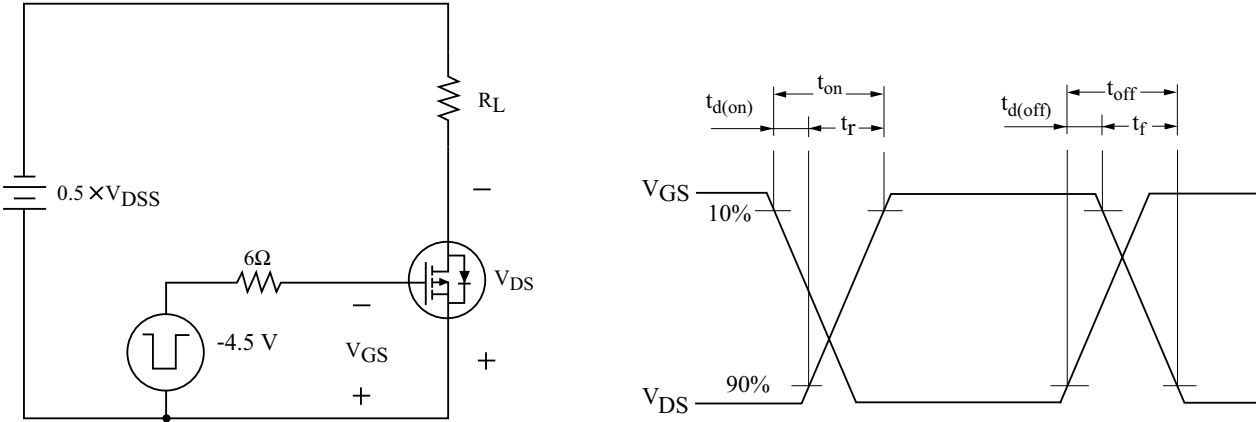 R_L
0.5 × V_DSS
6Ω
V_DS
-4.5 V
V_GS
−
+
−
+
t_on
t_d(on)
t_r
t_off
t_d(off)
t_f
V_GS
10%
90%
V_DS